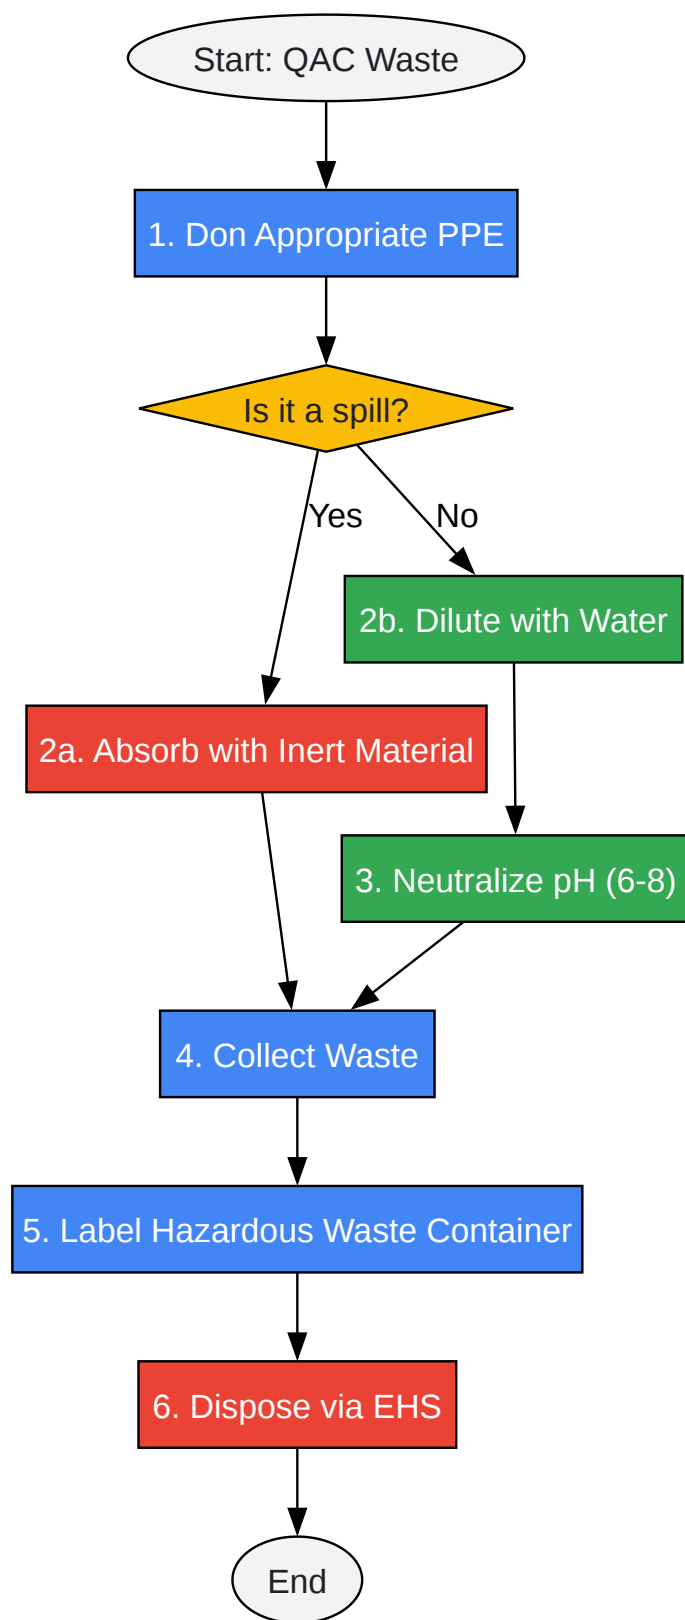 Start: QAC Waste
1. Don Appropriate PPE
Is it a spill?
Yes
No
2b. Dilute with Water
2a. Absorb with Inert Material
3. Neutralize pH (6-8)
4. Collect Waste
5. Label Hazardous Waste Container
6. Dispose via EHS
End